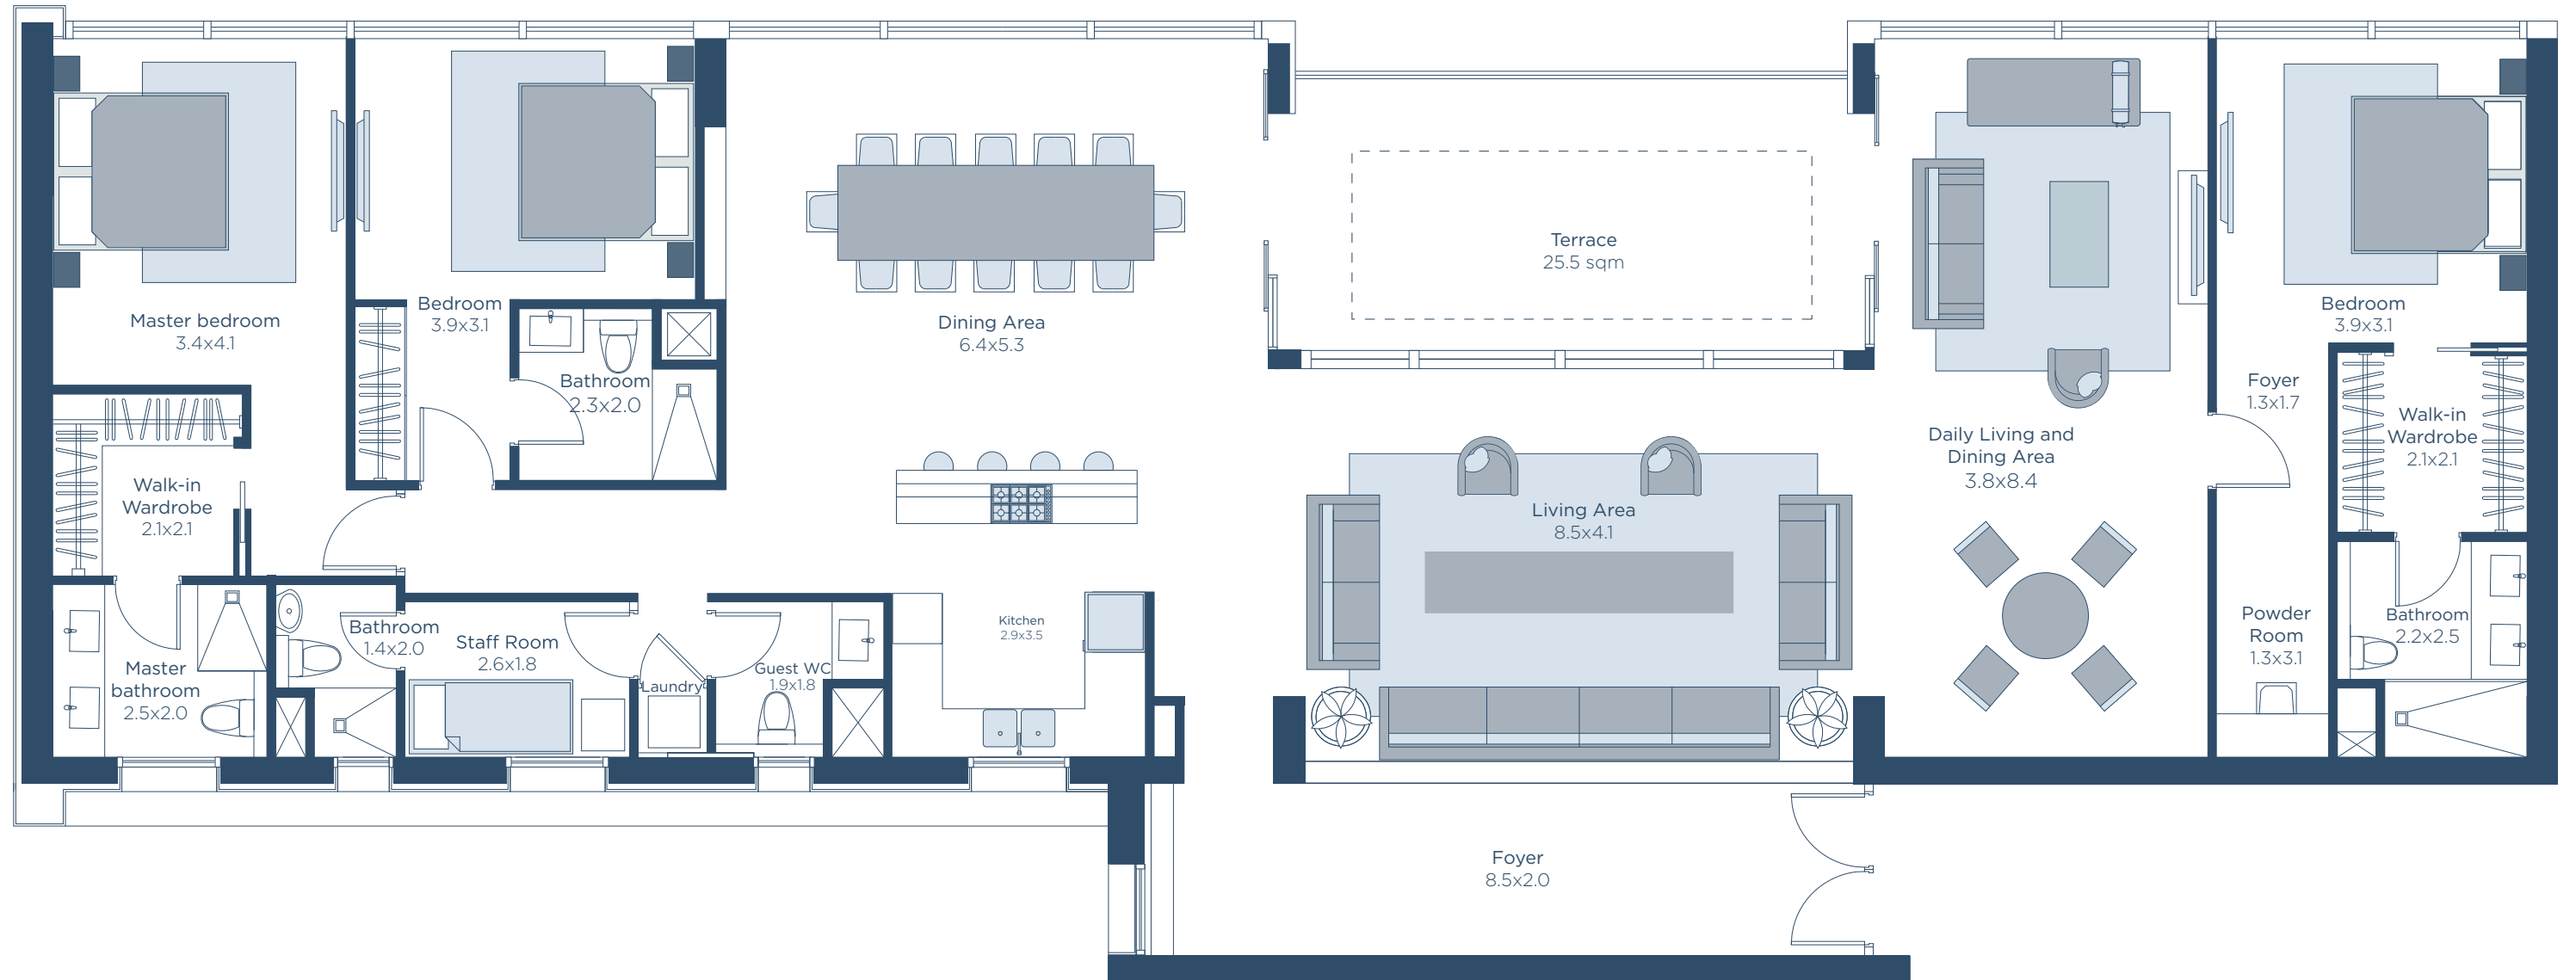 Master bedroom
3.4x4.1
Bedroom
3.9x3.1
Bathroom
2.3x2.0
Dining Area
6.4x5.3
Terrace
25.5 sqm
Daily Living and
Dining Area
3.8x8.4
Bedroom
3.9x3.1
Foyer
1.3x1.7
Walk-in
Wardrobe
2.1x2.1
Walk-in
Wardrobe
2.1x2.1
Living Area
8.5x4.1
Master
bathroom
2.5x2.0
Bathroom
1.4x2.0
Staff Room
2.6x1.8
Laundry
Guest WC
1.9x1.8
Kitchen
2.9x3.5
Powder
Room
1.3x3.1
Bathroom
2.2x2.5
Foyer
8.5x2.0